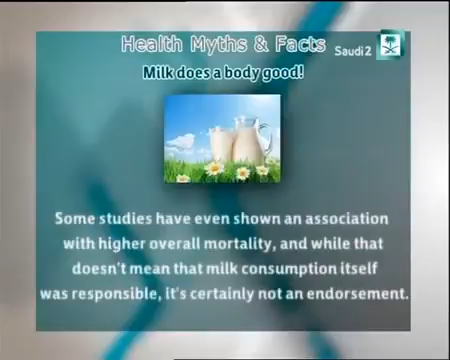 Health Myths & Facts
Saudi 2
Milk does a body good!
Some studies have even shown an association
with higher overall mortality, and while that
doesn't mean that milk consumption itself
was responsible, it's certainly not an endorsement.